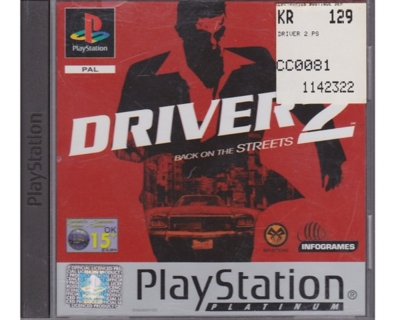 PlayStation
PAL
KR 129
DRIVER 2 PS
CC0081
1142322
PlayStation
DRIVER 2
BACK ON THE STREETS
DK
15
INFOGRAMES
PlayStation
PLATINUM